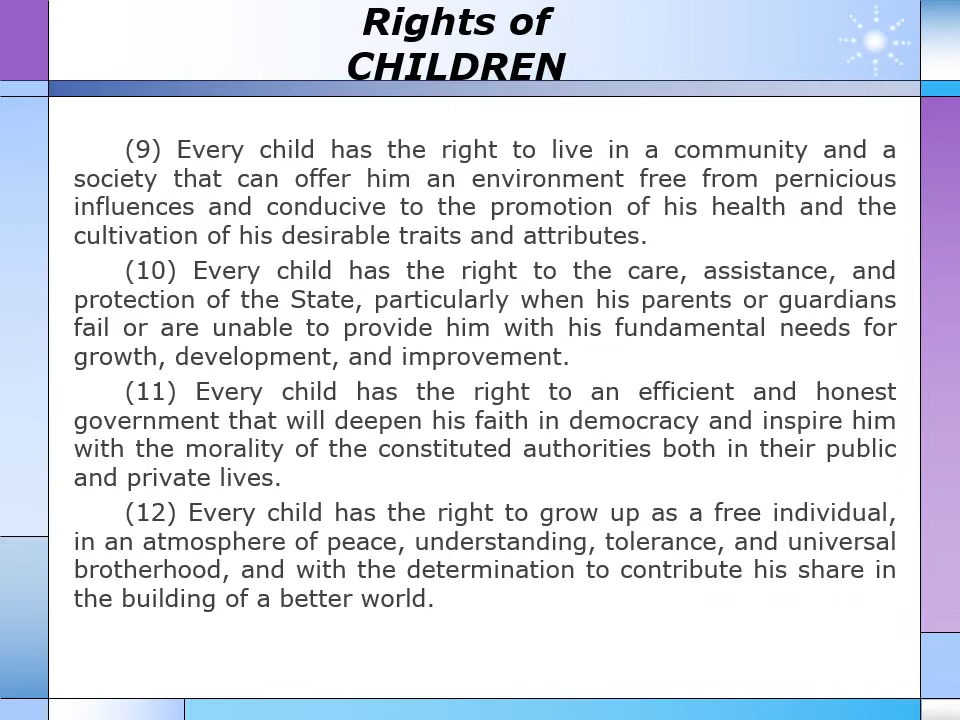 Rights of
CHILDREN
(9) Every child has the right to live in a community and a
society that can offer him an environment free from pernicious
influences and conducive to the promotion of his health and the
cultivation of his desirable traits and attributes.
(10) Every child has the right to the care, assistance, and
protection of the State, particularly when his parents or guardians
fail or are unable to provide him with his fundamental needs for
growth, development, and improvement.
(11) Every child has the right to an efficient and honest
government that will deepen his faith in democracy and inspire him
with the morality of the constituted authorities both in their public
and private lives.
(12) Every child has the right to grow up as a free individual,
in an atmosphere of peace, understanding, tolerance, and universal
brotherhood, and with the determination to contribute his share in
the building of a better world.